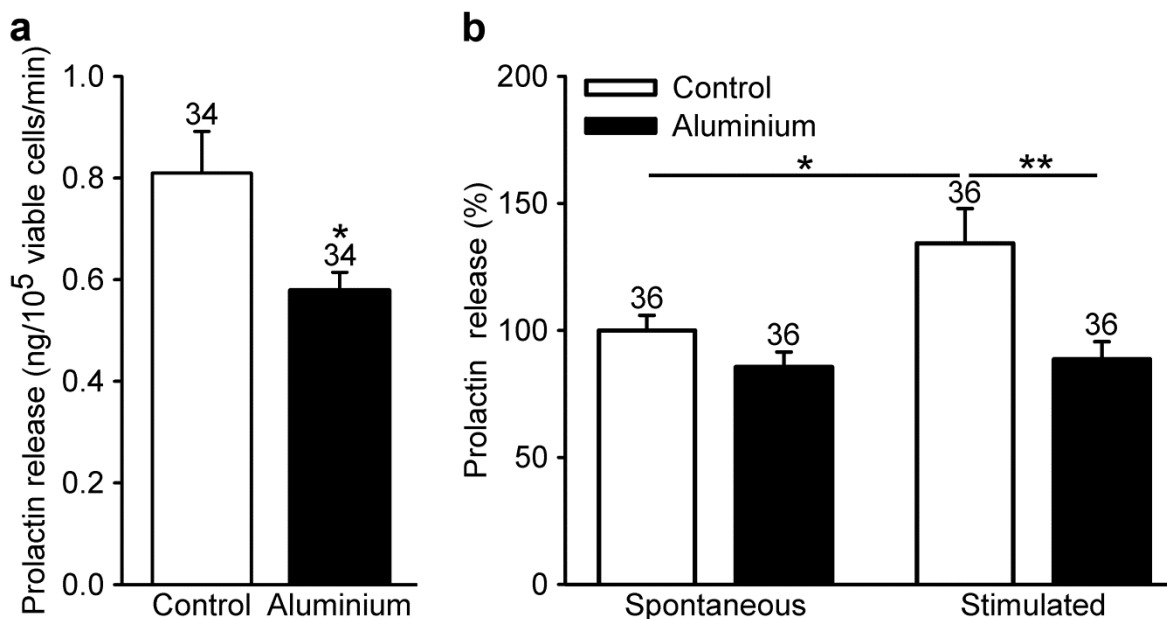 a
Prolactin release (ng/10⁵ viable cells/min)
1.0
0.8
0.6
0.4
0.2
0.0
34
*
34
Control Aluminium
b
Prolactin release (%)
200
150
100
50
0
Control
Aluminium
* **
36
36
36
36
Spontaneous Stimulated